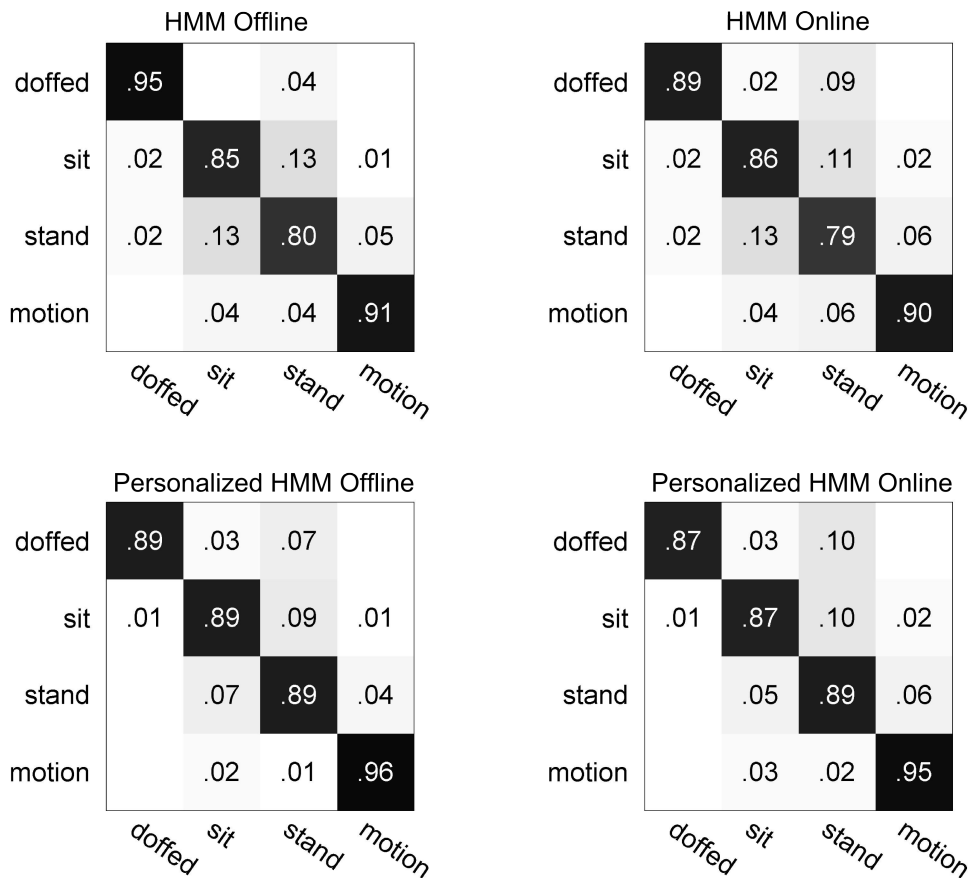 HMM Offline
doffed .95 .04
sit .02 .85 .13 .01
stand .02 .13 .80 .05
motion .04 .04 .91
doffed sit stand motion
HMM Online
doffed .89 .02 .09
sit .02 .86 .11 .02
stand .02 .13 .79 .06
motion .04 .06 .90
doffed sit stand motion
Personalized HMM Offline
doffed .89 .03 .07
sit .01 .89 .09 .01
stand .07 .89 .04
motion .02 .01 .96
doffed sit stand motion
Personalized HMM Online
doffed .87 .03 .10
sit .01 .87 .10 .02
stand .05 .89 .06
motion .03 .02 .95
doffed sit stand motion